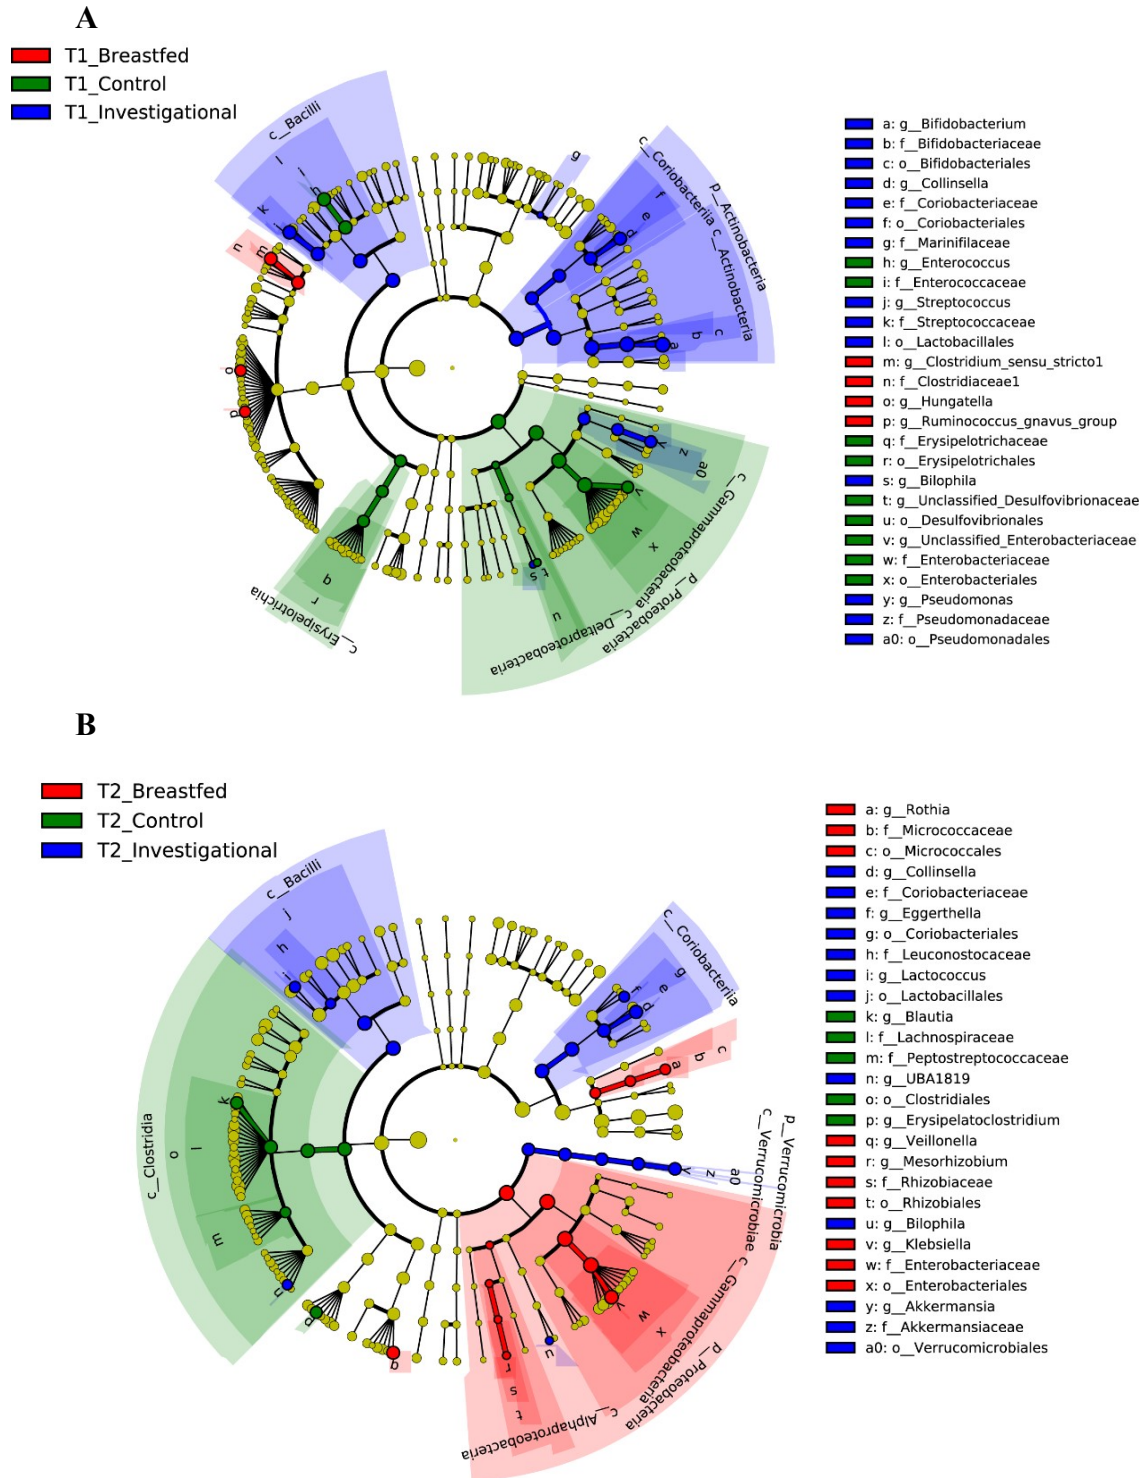 A
T1_Breastfed
T1_Control
T1_Investigational
c__Bacilli
l
i
h
k
j
n
m
o
p
g
c__Coriobacteriia
p__Actinobacteria
c__Actinobacteria
f
e
d
c
b
a
y
z
a0
c__Gammaproteobacteria
p__Proteobacteria
c__Deltaproteobacteria
v
w
x
t
s
u
q
r
c__Erysipelotrichia
a: g__Bifidobacterium
b: f__Bifidobacteriaceae
c: o__Bifidobacteriales
d: g__Collinsella
e: f__Coriobacteriaceae
f: o__Coriobacteriales
g: f__Marinifilaceae
h: g__Enterococcus
i: f__Enterococcaceae
j: g__Streptococcus
k: f__Streptococcaceae
l: o__Lactobacillales
m: g__Clostridium_sensu_stricto1
n: f__Clostridiaceae1
o: g__Hungatella
p: g__Ruminococcus_gnavus_group
q: f__Erysipelotrichaceae
r: o__Erysipelotrichales
s: g__Bilophila
t: g__Unclassified_Desulfovibrionaceae
u: o__Desulfovibrionales
v: g__Unclassified_Enterobacteriaceae
w: f__Enterobacteriaceae
x: o__Enterobacteriales
y: g__Pseudomonas
z: f__Pseudomonadaceae
a0: o__Pseudomonadales
B
T2_Breastfed
T2_Control
T2_Investigational
c__Bacilli
j
h
i
c__Coriobacteriia
g
e
f
d
c
b
a
p__Verrucomicrobia
c__Verrucomicrobiae
y
z
a0
c__Clostridia
k
l
o
m
n
p
q
r
s
t
u
v
w
x
c__Gammaproteobacteria
p__Proteobacteria
c__Alphaproteobacteria
a: g__Rothia
b: f__Micrococcaceae
c: o__Micrococcales
d: g__Collinsella
e: f__Coriobacteriaceae
f: g__Eggerthella
g: o__Coriobacteriales
h: f__Leuconostocaceae
i: g__Lactococcus
j: o__Lactobacillales
k: g__Blautia
l: f__Lachnospiraceae
m: f__Peptostreptococcaceae
n: g__UBA1819
o: o__Clostridiales
p: g__Erysipelatoclostridium
q: g__Veillonella
r: g__Mesorhizobium
s: f__Rhizobiaceae
t: o__Rhizobiales
u: g__Bilophila
v: g__Klebsiella
w: f__Enterobacteriaceae
x: o__Enterobacteriales
y: g__Akkermansia
z: f__Akkermansiaceae
a0: o__Verrucomicrobiales